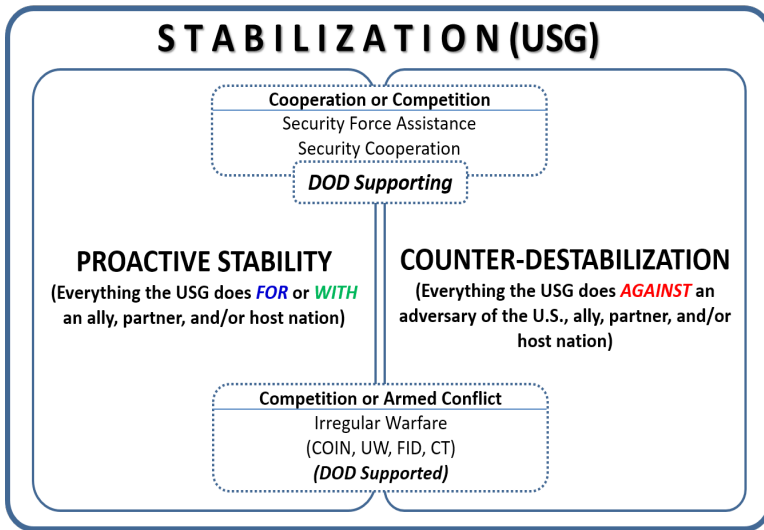 STABILIZATION (USG)
Cooperation or Competition
Security Force Assistance
Security Cooperation
DOD Supporting
PROACTIVE STABILITY
(Everything the USG does FOR or WITH
an ally, partner, and/or host nation)
COUNTER-DESTABILIZATION
(Everything the USG does AGAINST an
adversary of the U.S., ally, partner, and/or
host nation)
Competition or Armed Conflict
Irregular Warfare
(COIN, UW, FID, CT)
(DOD Supported)